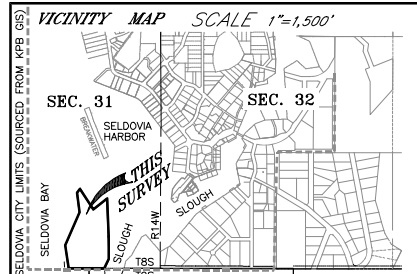 VICINITY MAP SCALE 1"=1,500'
SELDOVIA CITY LIMITS (SOURCED FROM KPB GIS)
SEC. 31
SEC. 32
SELDOVIA
HARBOR
BREAKWATER
THIS
SURVEY
SELDOVIA BAY
SLOUGH
R14W
SLOUGH
T8S